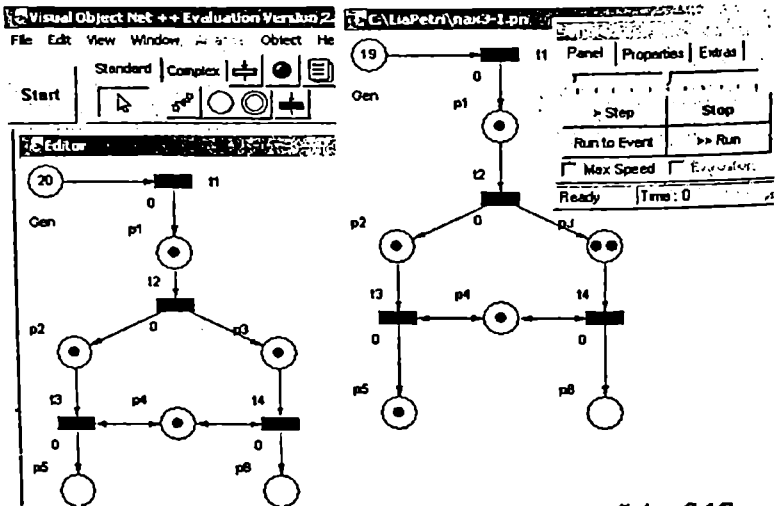 Visual Object Net ++ Evaluation Version 2.
File Edit View Window Object He
Standard Complex
Start
Editor
20
t1
0
Gen
p1
t2
0
p2
p3
t3
p4
t4
0
0
p5
p8
C:\LiaPetri\nax3-1.pn
19
t1
0
Gen
p1
t2
0
p2
p3
t3
p4
t4
0
0
p5
p8
Panel Properties Extras
> Step
Stop
Run to Event
>> Run
Max Speed
Ready
Time : 0